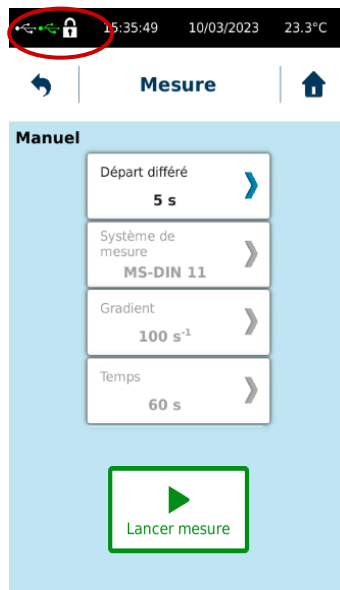 15:35:49 10/03/2023 23.3°C
Mesure
Manuel
Départ différé
5 s
Système de
mesure
MS-DIN 11
Gradient
100 s⁻¹
Temps
60 s
Lancer mesure